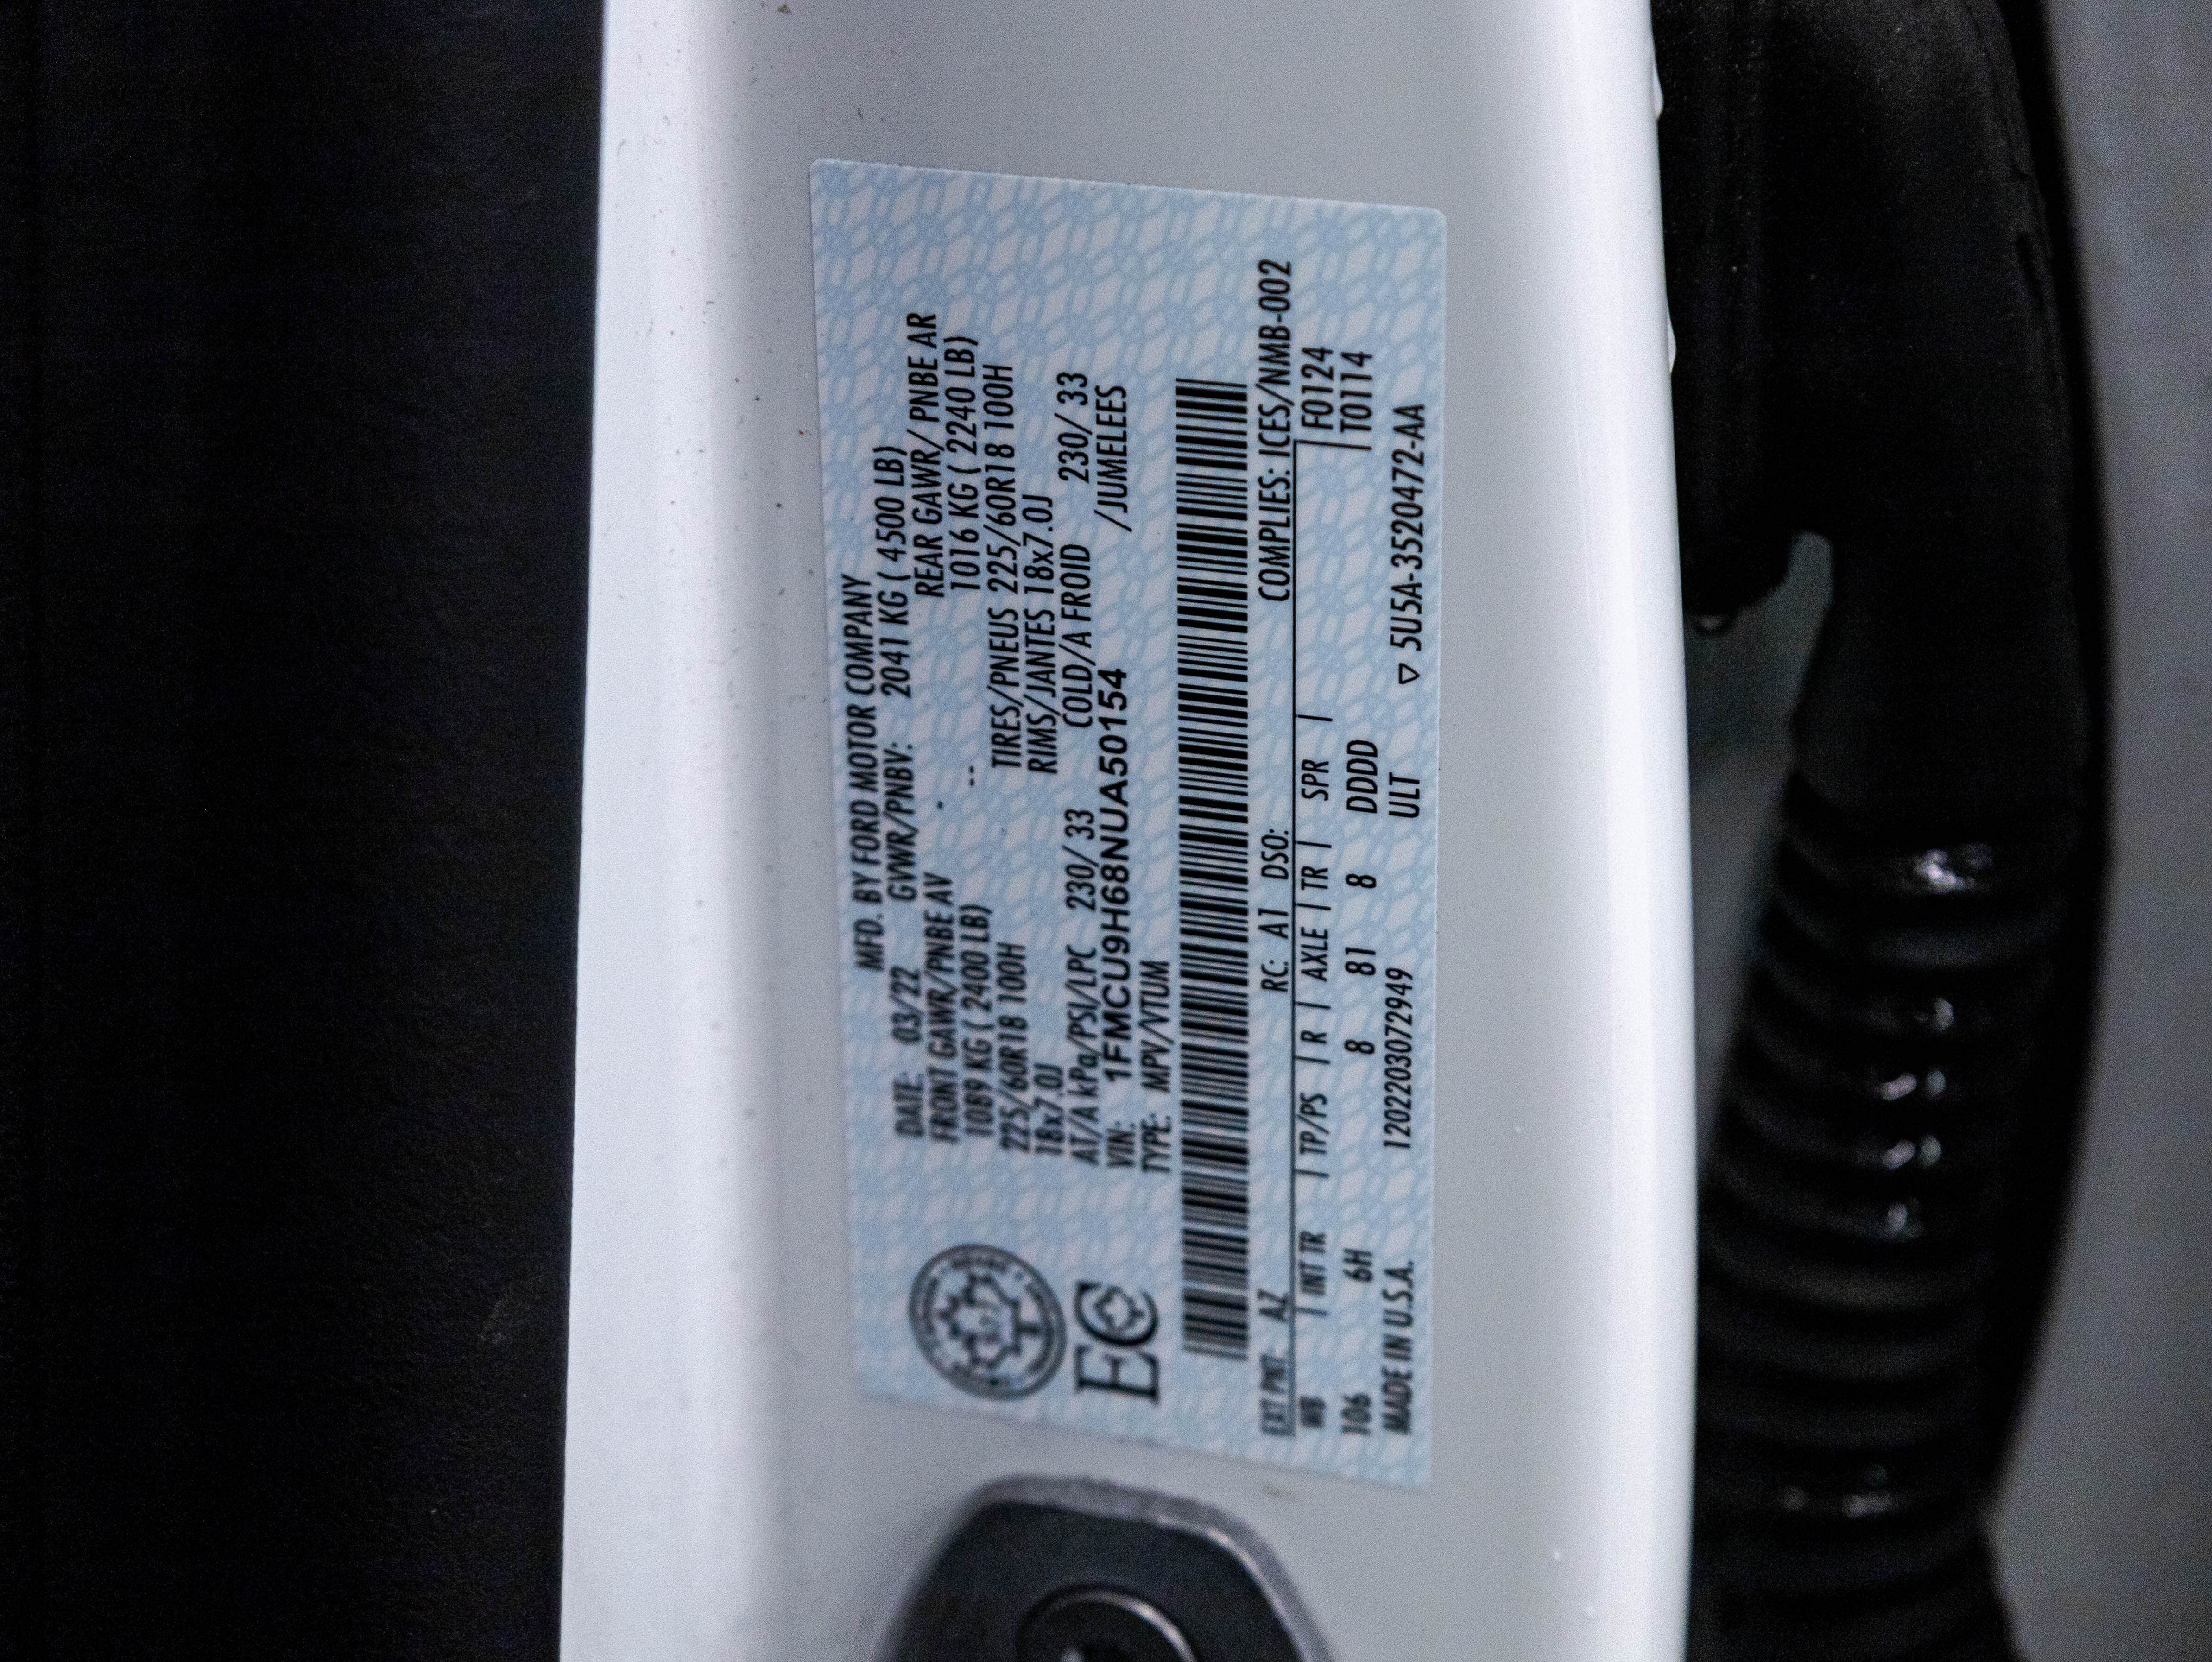 MFD. BY FORD MOTOR COMPANY
DATE: 03/22 GVWR/PNBV: 2041 KG ( 4500 LB)
FRONT GAWR/PNBE AV REAR GAWR/ PNBE AR
1089 KG ( 2400 LB) -- 1016 KG ( 2240 LB)
225/60R18 100H TIRES/PNEUS 225/60R18 100H
18x7.0J RIMS/JANTES 18x7.0J
AT/A kPa/PSI/LPC 230/ 33 COLD/A FROID 230/ 33
VIN: 1FMCU9H68NUA50154 /JUMELEES
TYPE: MPV/VTUM
EC
EXT PNT: AZ RC: A1 DSO: COMPLIES: ICES/NMB-002
WB | INT TR | TP/PS | R | AXLE | TR | SPR | F0124
106 6H 8 81 8 DDDD T0114
MADE IN U.S.A. 120220307294​9 ULT ▽ 5U5A-3520472-AA